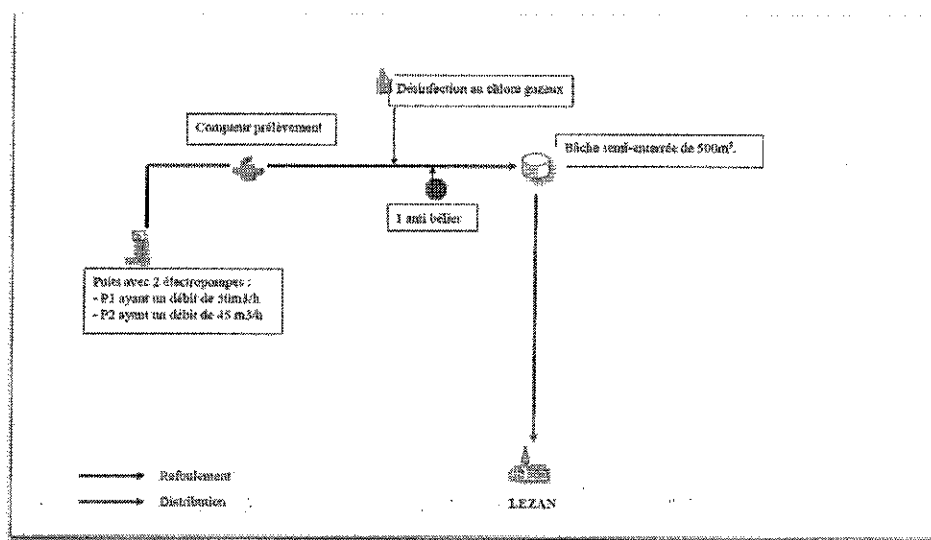 Désinfection au chlore gazeux
Compteur prélèvement
Bâche semi-enterrée de 500m³.
1 anti bélier
Puits avec 2 électropompes :
- P1 ayant un débit de 50m3/h
- P2 ayant un débit de 45 m3/h
Refoulement
Distribution
LEZAN